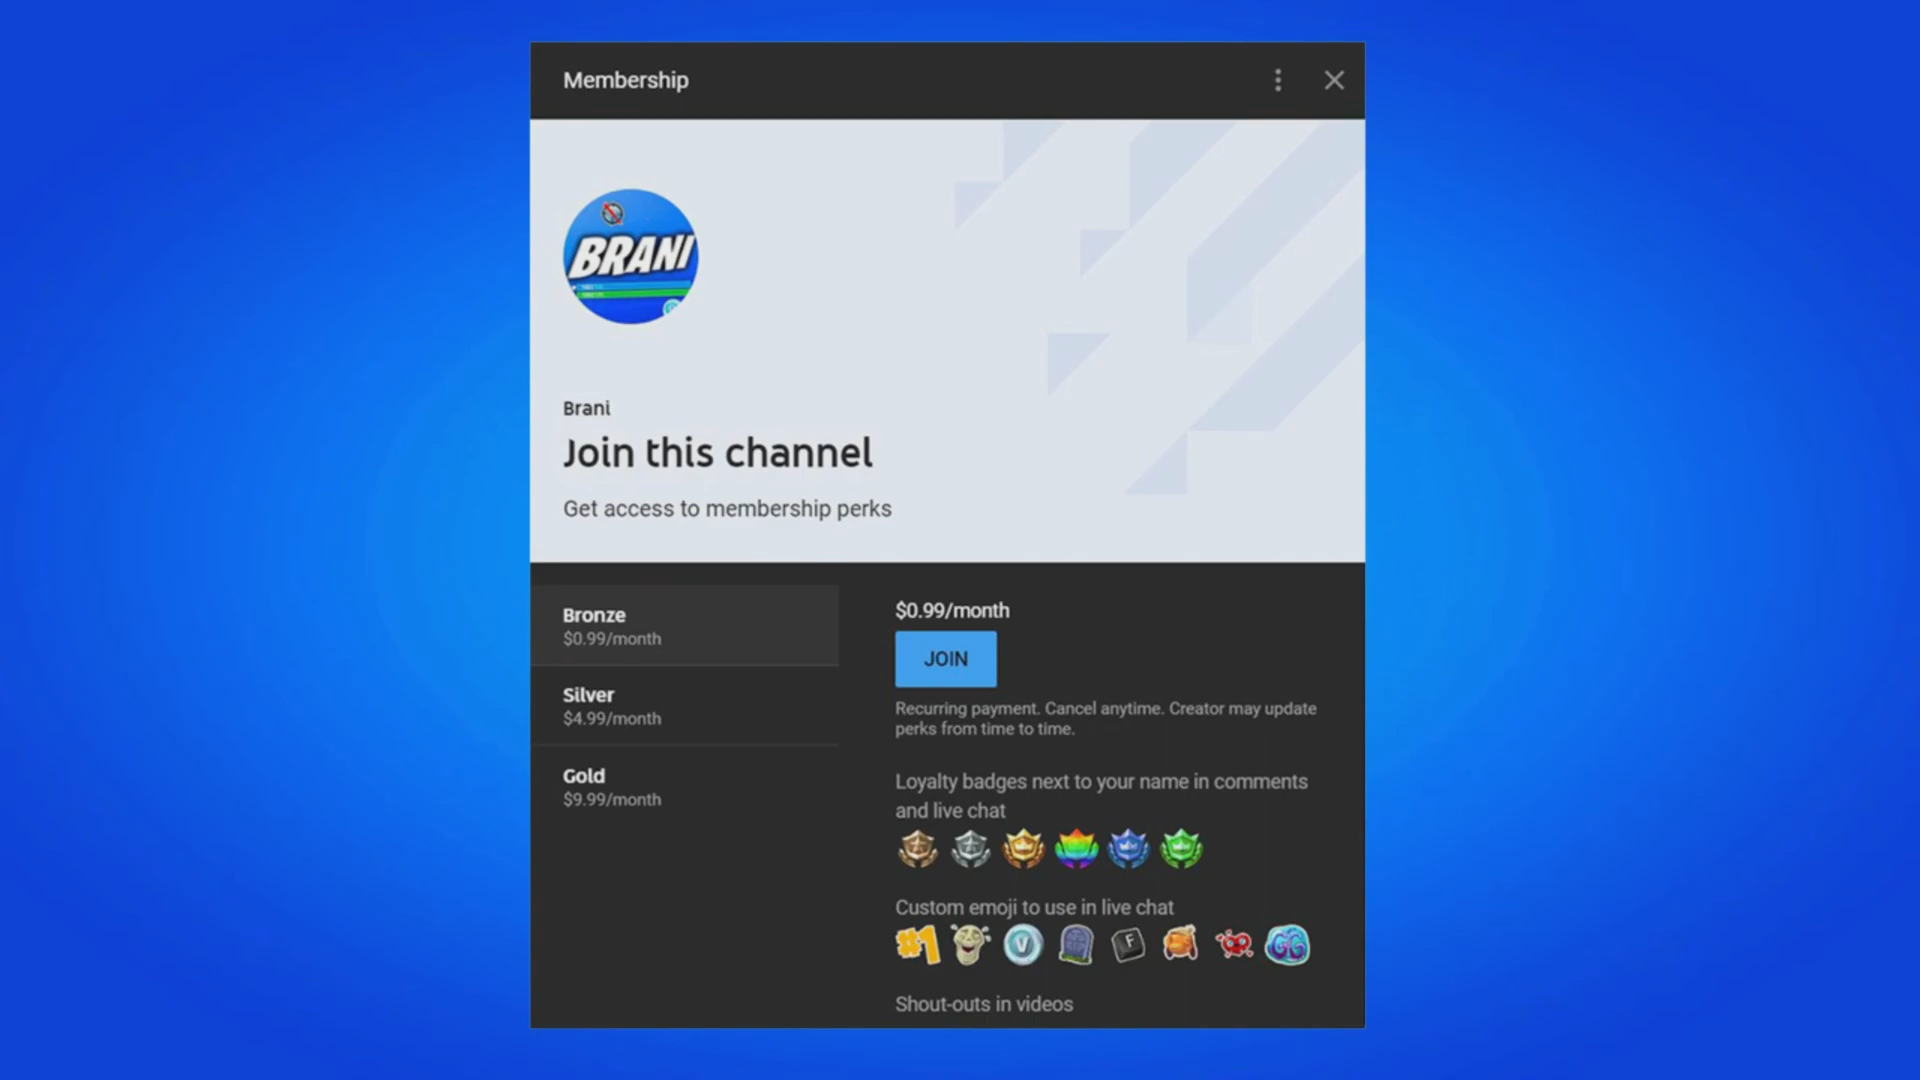 Membership
BRANI
Brani
Join this channel
Get access to membership perks
Bronze
$0.99/month
Silver
$4.99/month
Gold
$9.99/month
$0.99/month
JOIN
Recurring payment. Cancel anytime. Creator may update
perks from time to time.
Loyalty badges next to your name in comments
and live chat
Custom emoji to use in live chat
#1 V RIP F GG
Shout-outs in videos